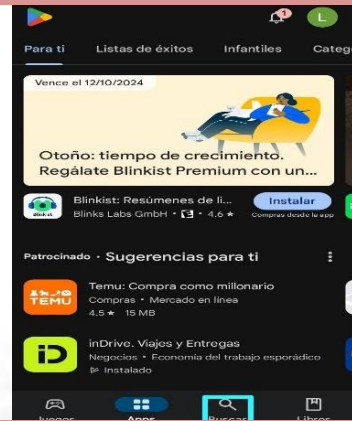 1
L
Para ti Listas de éxitos Infantiles Categ
Vence el 12/10/2024
Otoño: tiempo de crecimiento.
Regálate Blinkist Premium con un...
Blinkist: Resúmenes de li...
Blinks Labs GmbH • 4.6 ★
Instalar
Compras desde la app
Patrocinado · Sugerencias para ti
TEMU
Temu: Compra como millonario
Compras • Mercado en línea
4.5 ★ 15 MB
inDrive. Viajes y Entregas
Negocios • Economía del trabajo esporádico
Instalado
Juegos Apps Buscar Libros